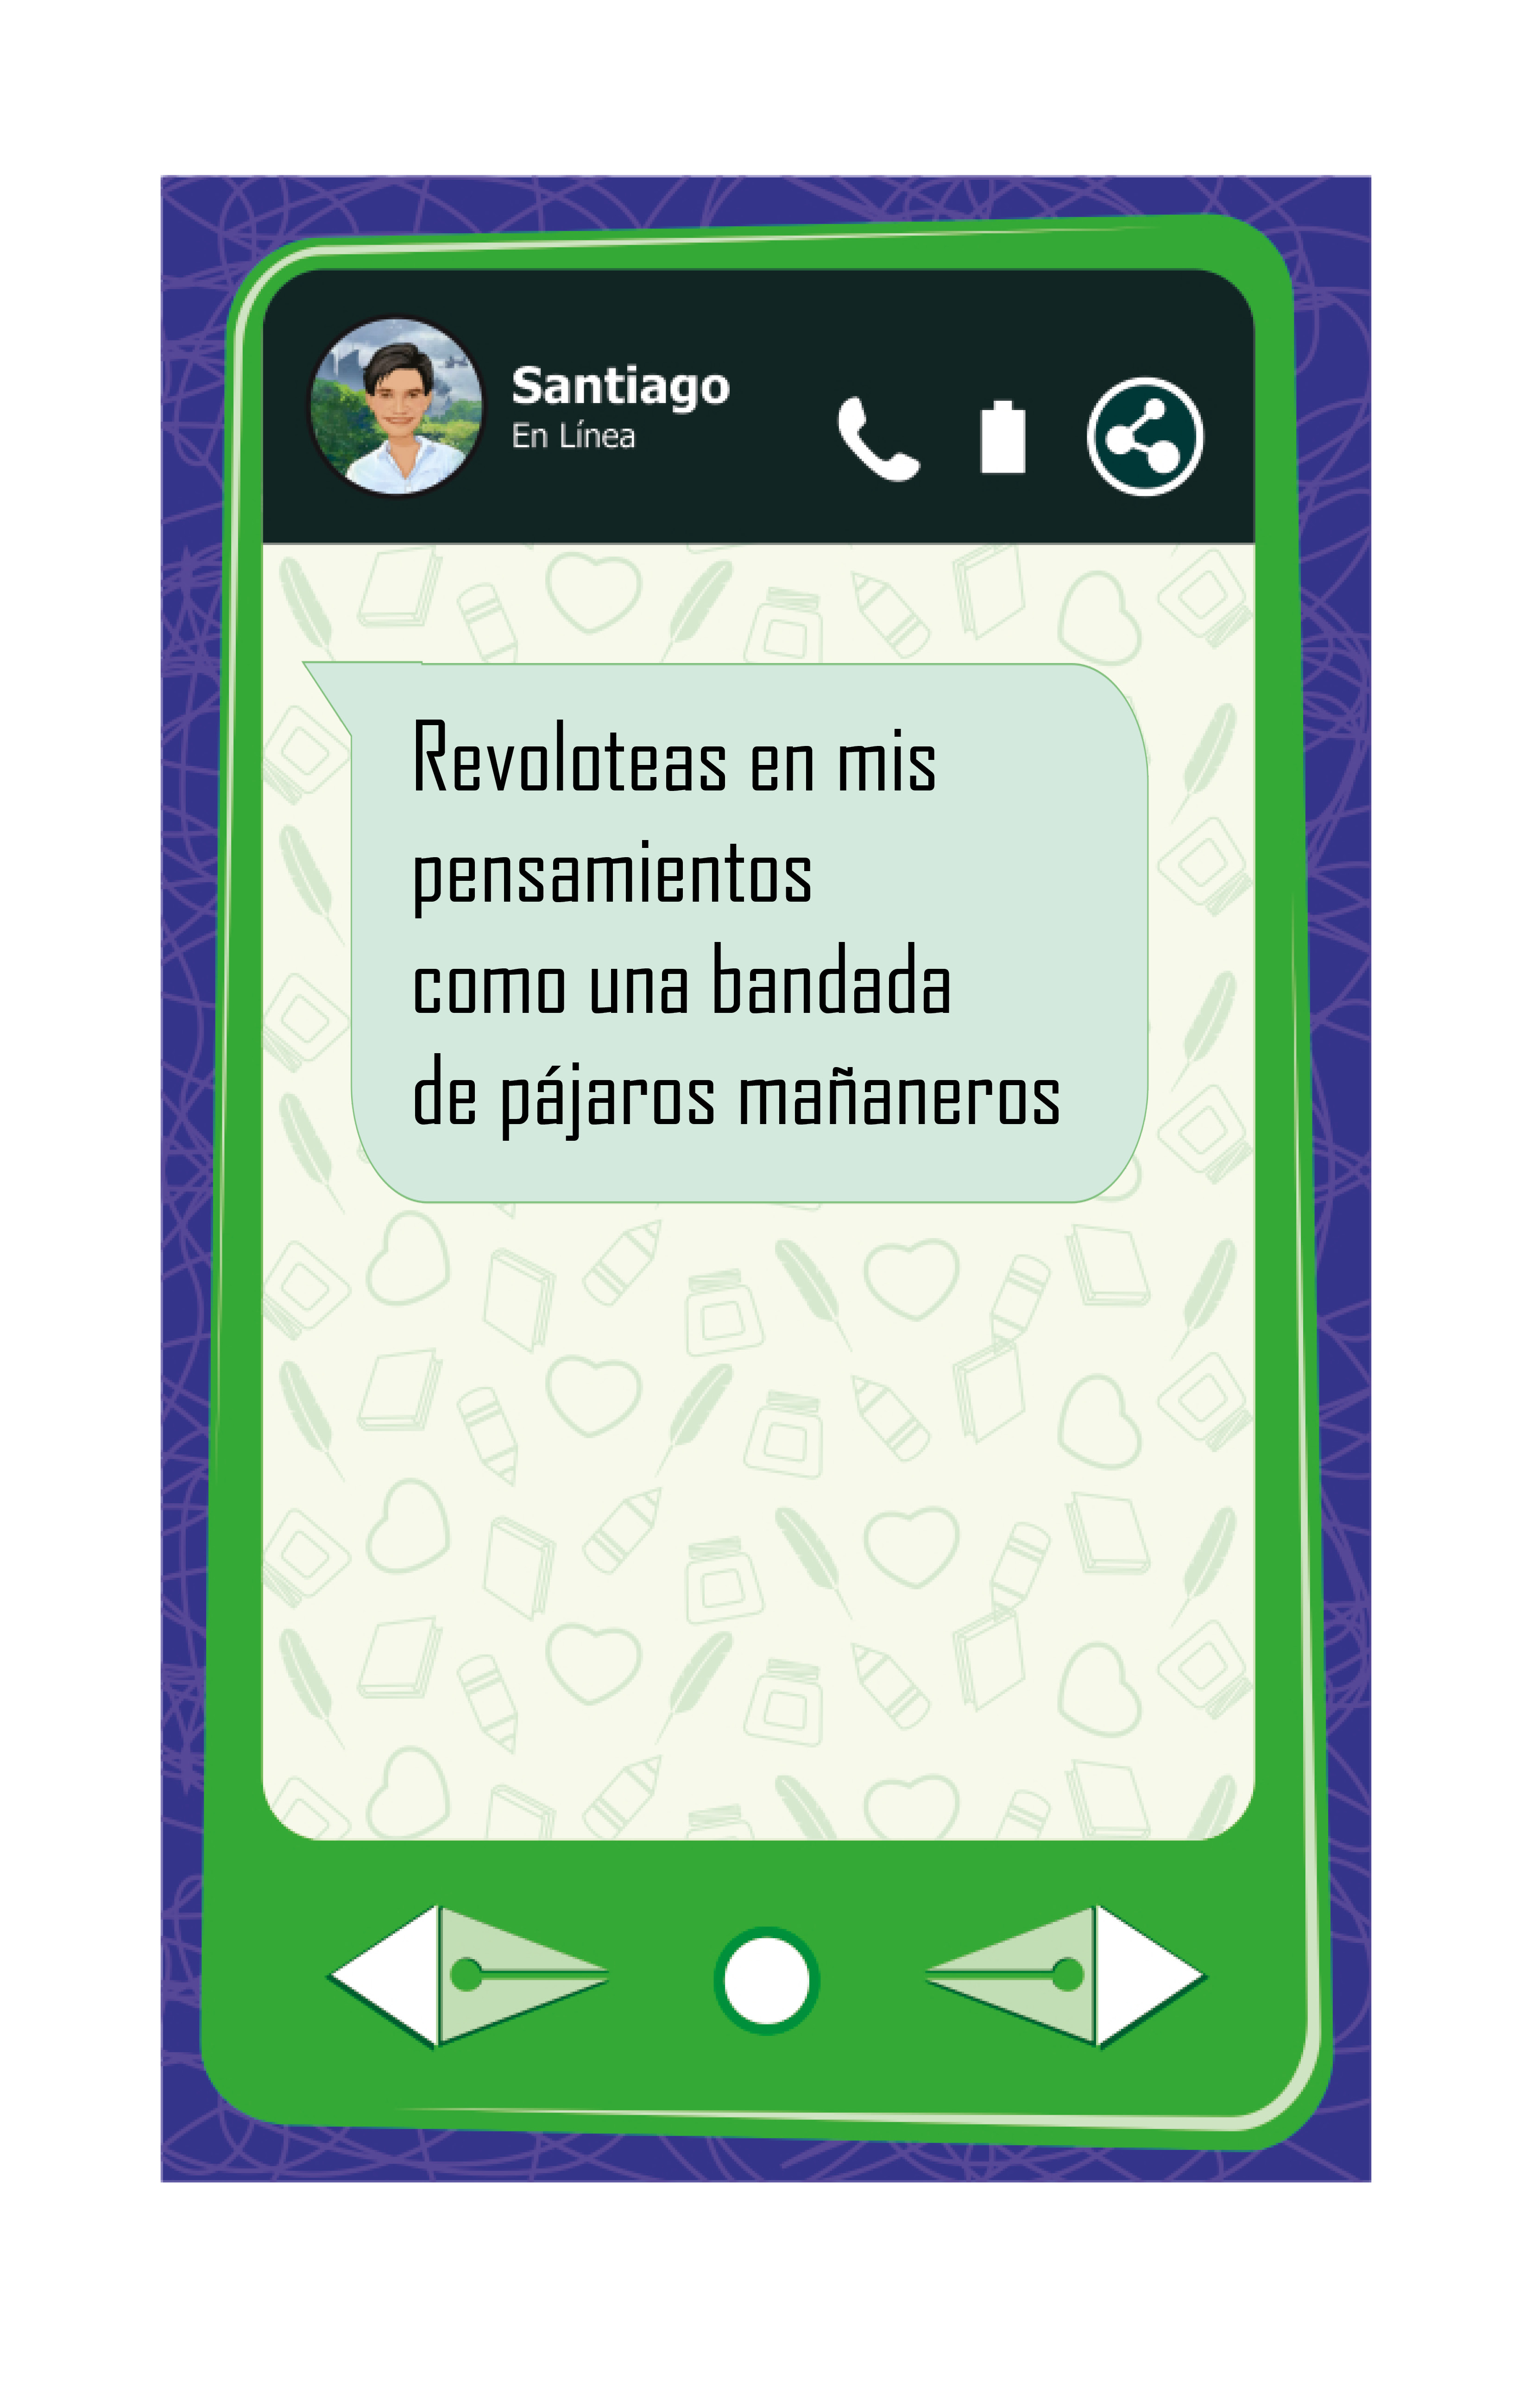 Santiago
En Línea
Revoloteas en mis
pensamientos
como una bandada
de pájaros mañaneros